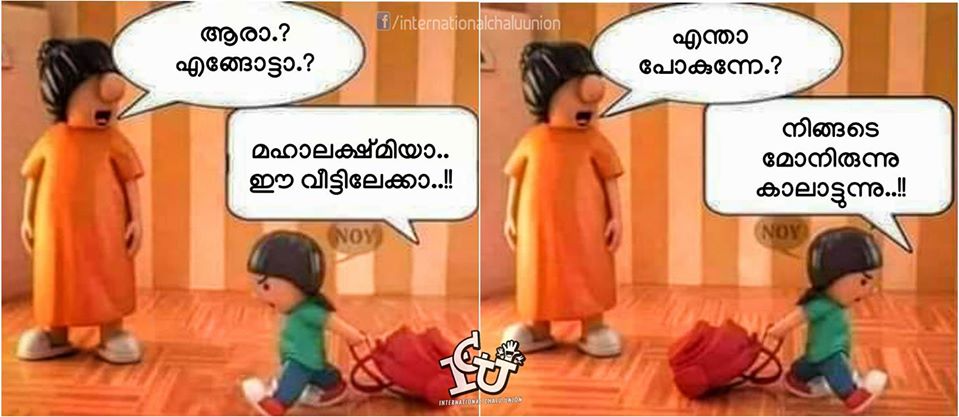 f/internationalchaluunion
ആരാ.?
എങ്ങോട്ടാ.?
മഹാലക്ഷ്മിയാ..
ഈ വീട്ടിലേക്കാ..!!
NOY
എന്താ
പോകുന്നേ.?
നിങ്ങടെ
മോനിരുന്നു
കാലാട്ടുന്നു..!!
NOY
ICU
INTERNATIONAL CHALU UNION